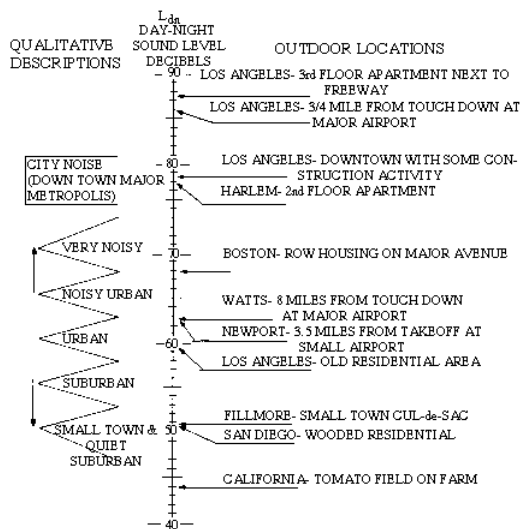 L dn
DAY-NIGHT
SOUND LEVEL
DECIBELS
QUALITATIVE
DESCRIPTIONS
OUTDOOR LOCATIONS
90
LOS ANGELES- 3rd FLOOR APARTMENT NEXT TO
FREEWAY
LOS ANGELES- 3/4 MILE FROM TOUCH DOWN AT
MAJOR AIRPORT
CITY NOISE
(DOWN TOWN MAJOR
METROPOLIS)
80
LOS ANGELES- DOWNTOWN WITH SOME CON-
STRUCTION ACTIVITY
HARLEM- 2nd FLOOR APARTMENT
VERY NOISY
70
BOSTON- ROW HOUSING ON MAJOR AVENUE
NOISY URBAN
WATTS- 8 MILES FROM TOUCH DOWN
AT MAJOR AIRPORT
NEWPORT- 3.5 MILES FROM TAKEOFF AT
SMALL AIRPORT
URBAN
60
LOS ANGELES- OLD RESIDENTIAL AREA
SUBURBAN
FILLMORE- SMALL TOWN CUL-de-SAC
SMALL TOWN &
QUIET
SUBURBAN
50
SAN DIEGO- WOODED RESIDENTIAL
CALIFORNIA- TOMATO FIELD ON FARM
40